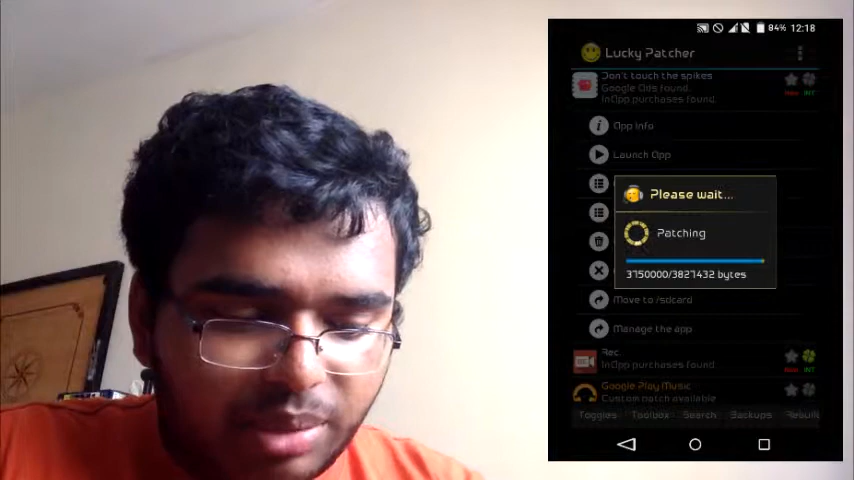 84% 12:18
Lucky Patcher
Don't touch the spikes
Google Ads found.
InApp purchases found.
App Info
Launch App
Please wait...
Patching
3750000/3827432 bytes
Move to /sdcard
Manage the app
Rec.
InApp purchases found
INT
Google Play Music
Custom patch available
Toggles Toolbox Search Backups Rebuil